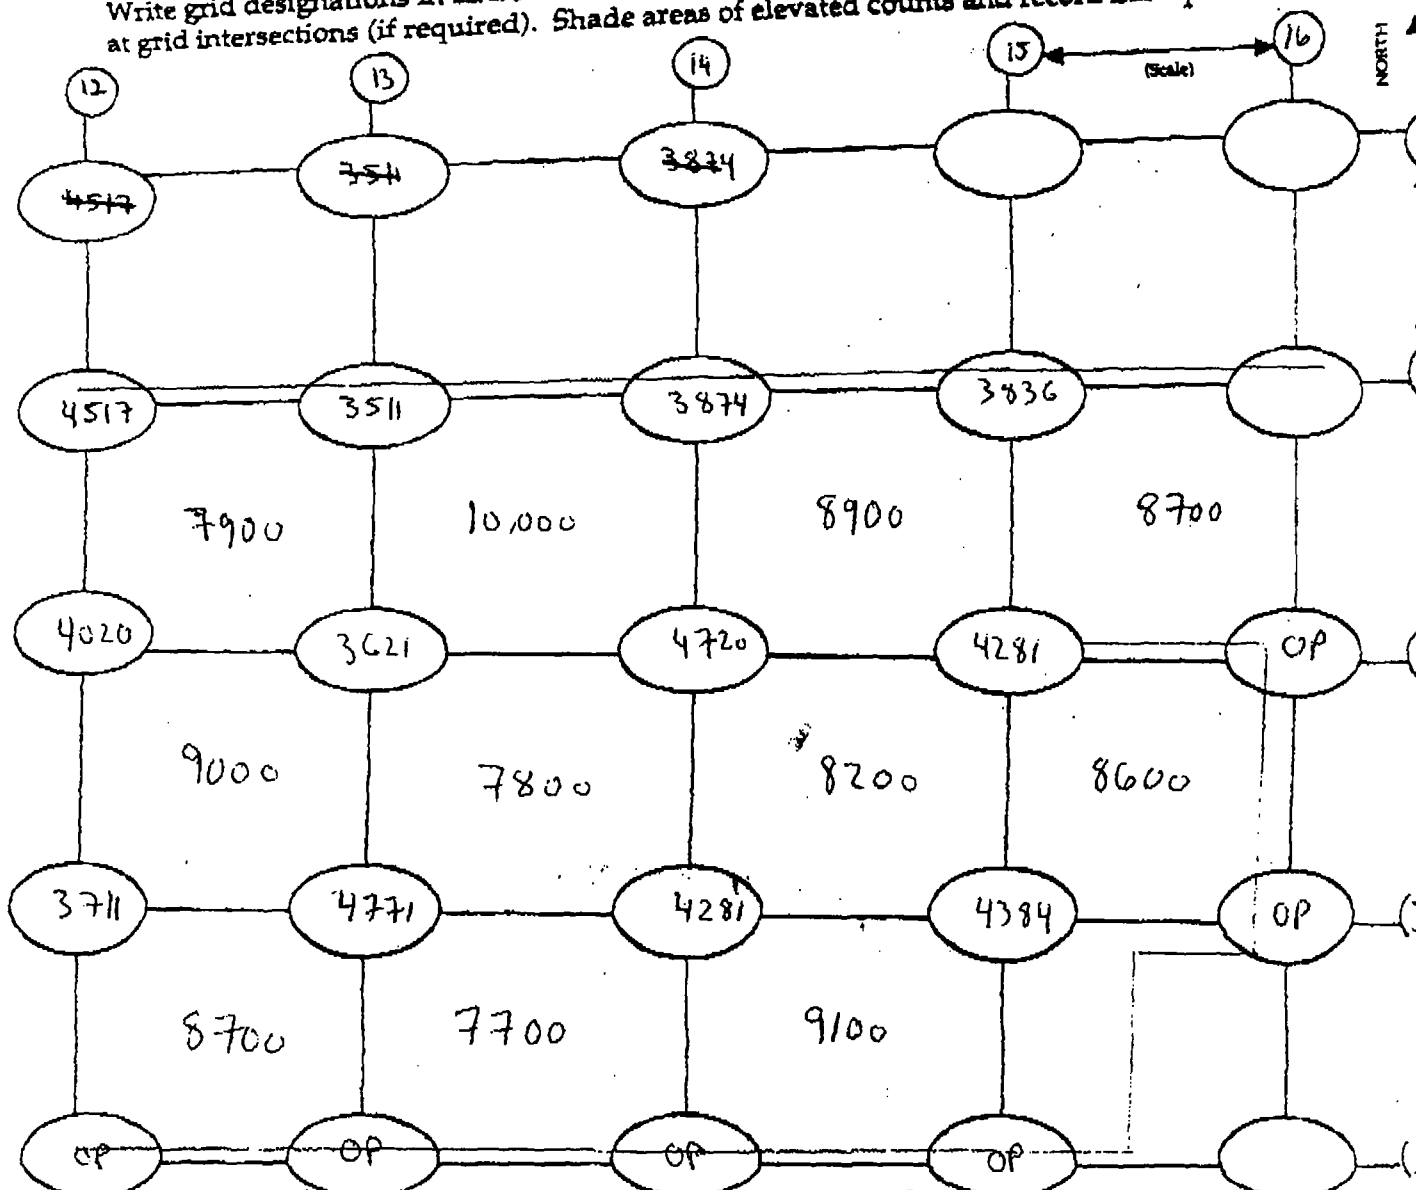 Write grid designations in
at grid intersections (if required). Shade areas of elevated counts and record
12 13 14 15 16
(Scale)
NORTH
4517 3511 3874
4517 3511 3874 3836
7900 10,000 8900 8700
4020 3621 4720 4281 OP
9000 7800 8200 8600
3711 4771 4281 4384 OP
8700 7700 9100
OP OP OP OP